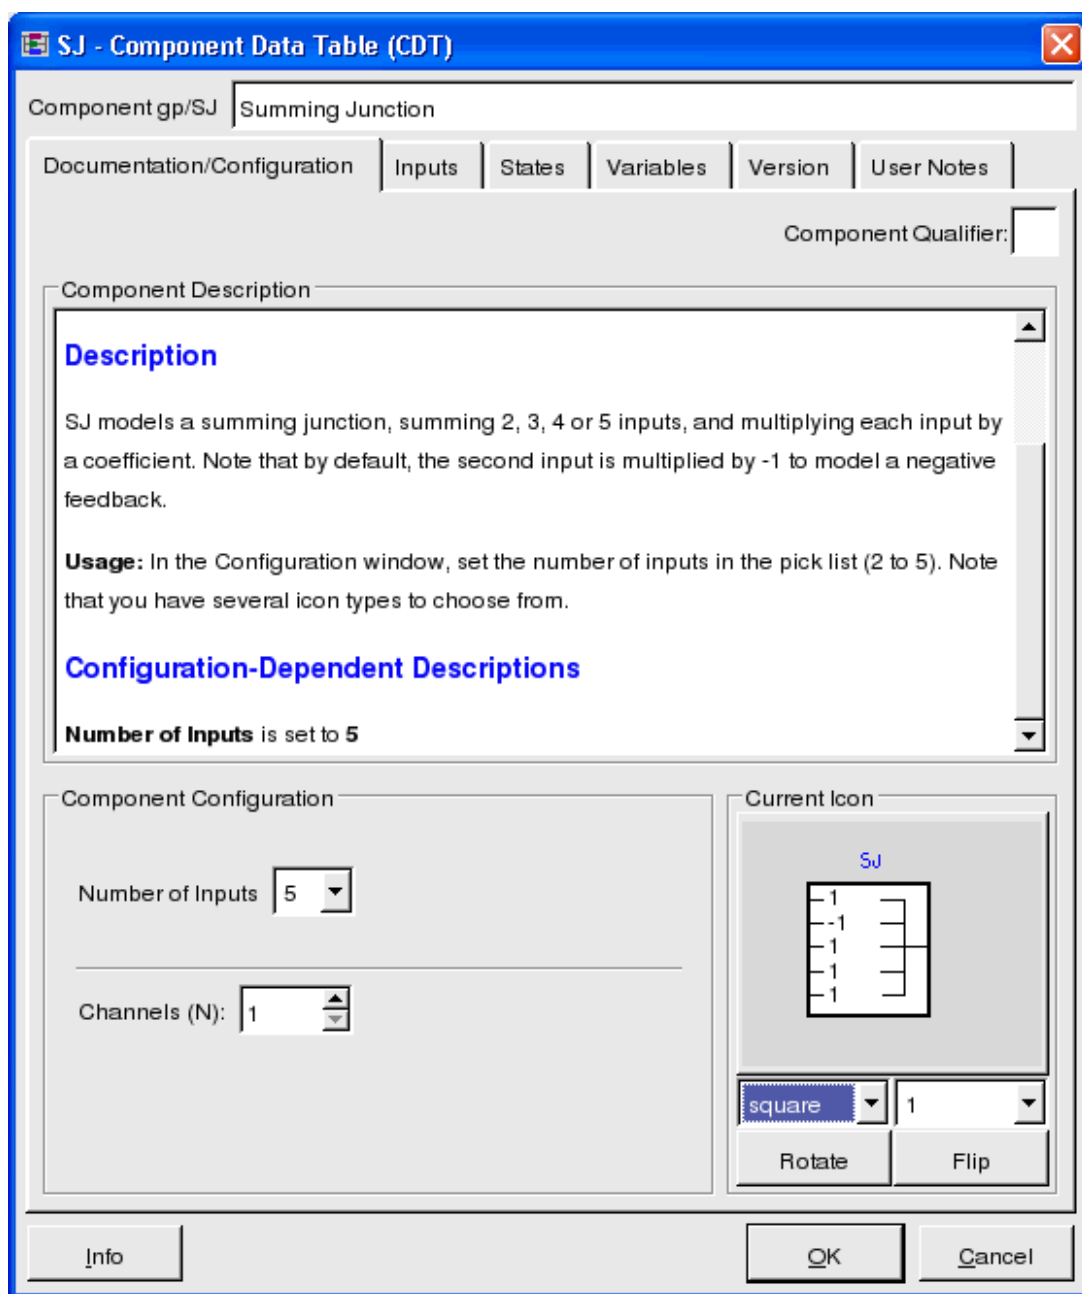 SJ - Component Data Table (CDT)
Component gp/SJ Summing Junction
Documentation/Configuration Inputs States Variables Version User Notes
Component Qualifier:
Component Description
Description
SJ models a summing junction, summing 2, 3, 4 or 5 inputs, and multiplying each input by
a coefficient. Note that by default, the second input is multiplied by -1 to model a negative
feedback.
Usage: In the Configuration window, set the number of inputs in the pick list (2 to 5). Note
that you have several icon types to choose from.
Configuration-Dependent Descriptions
Number of Inputs is set to 5
Component Configuration
Number of Inputs 5
Channels (N): 1
Current Icon
SJ
1
-1
1
1
1
square 1
Rotate Flip
Info OK Cancel